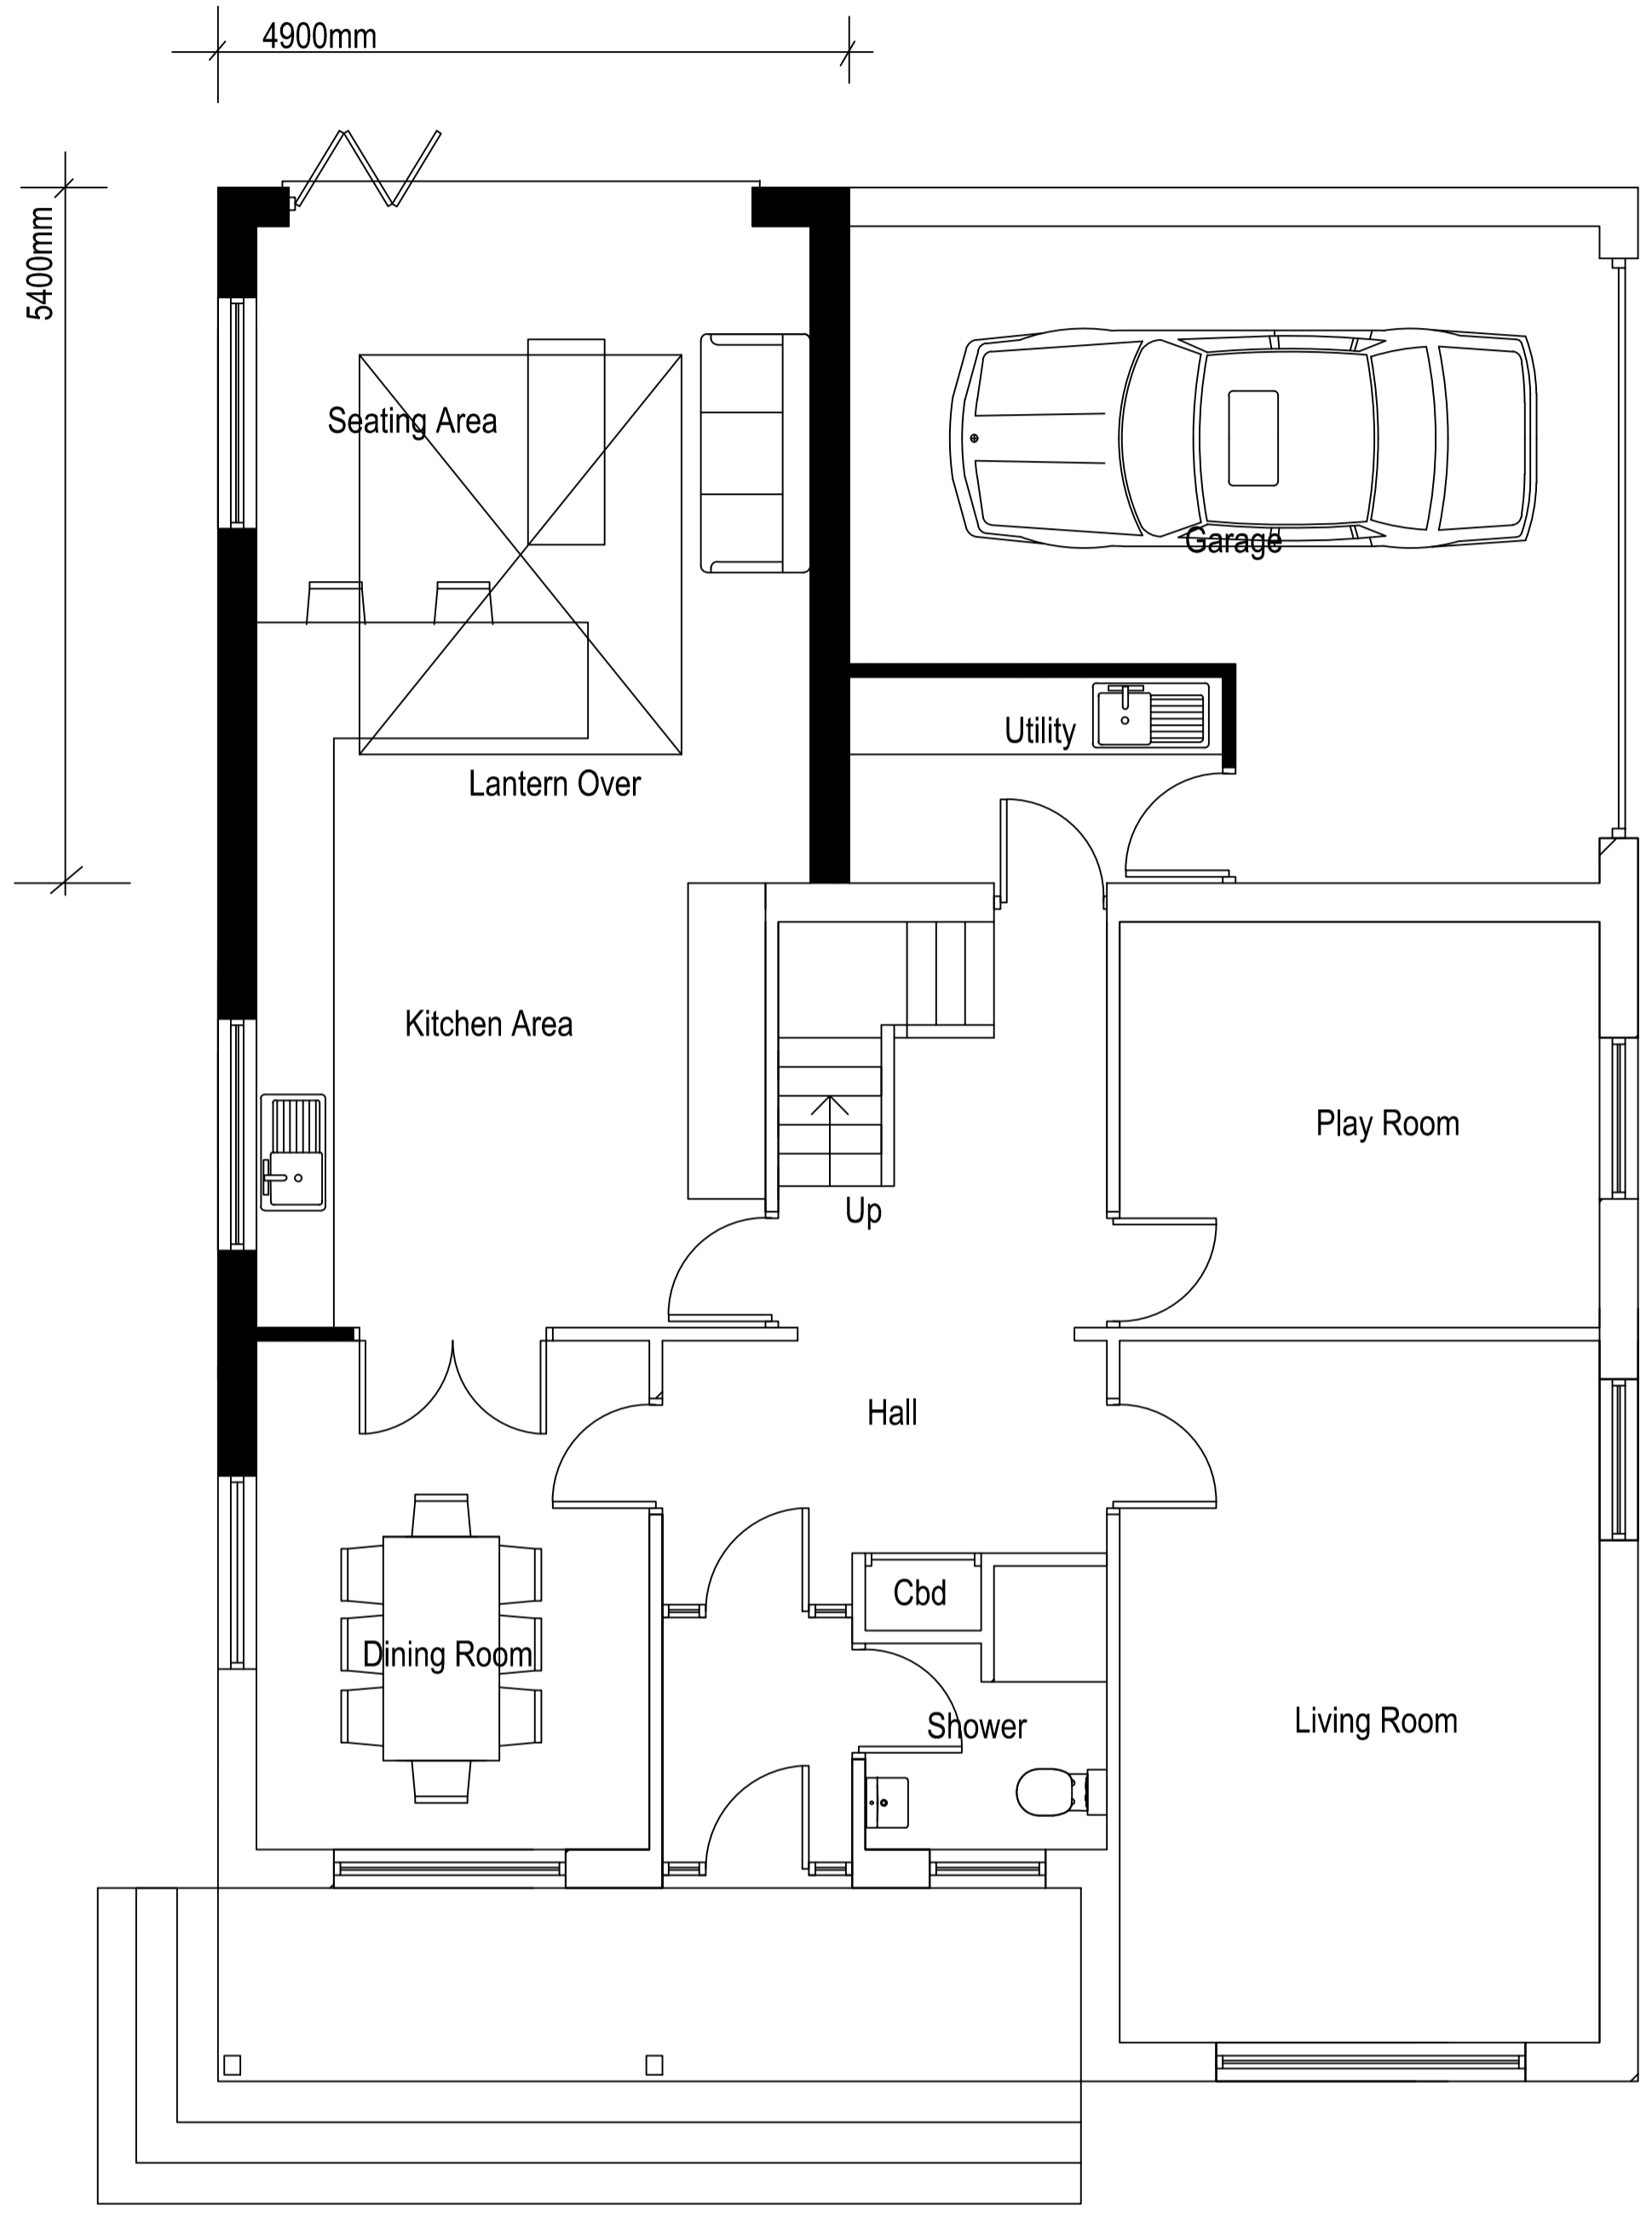 4900mm
5400mm
Seating Area
Garage
Utility
Lantern Over
Kitchen Area
Play Room
Up
Hall
Cbd
Dining Room
Shower
Living Room